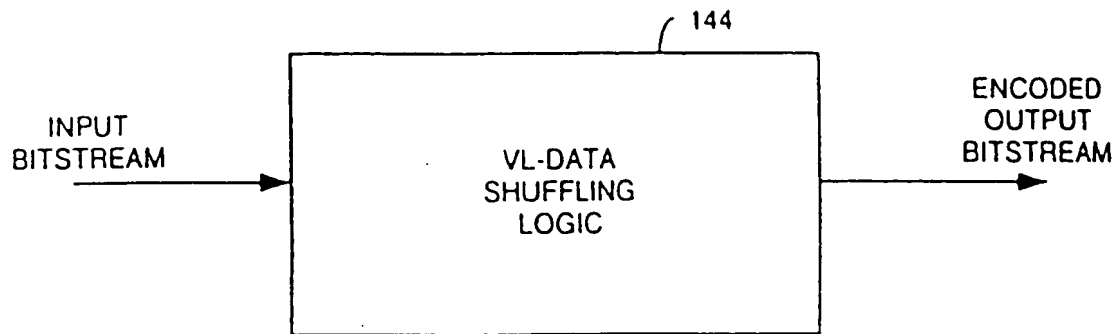 144
INPUT
BITSTREAM
VL-DATA
SHUFFLING
LOGIC
ENCODED
OUTPUT
BITSTREAM